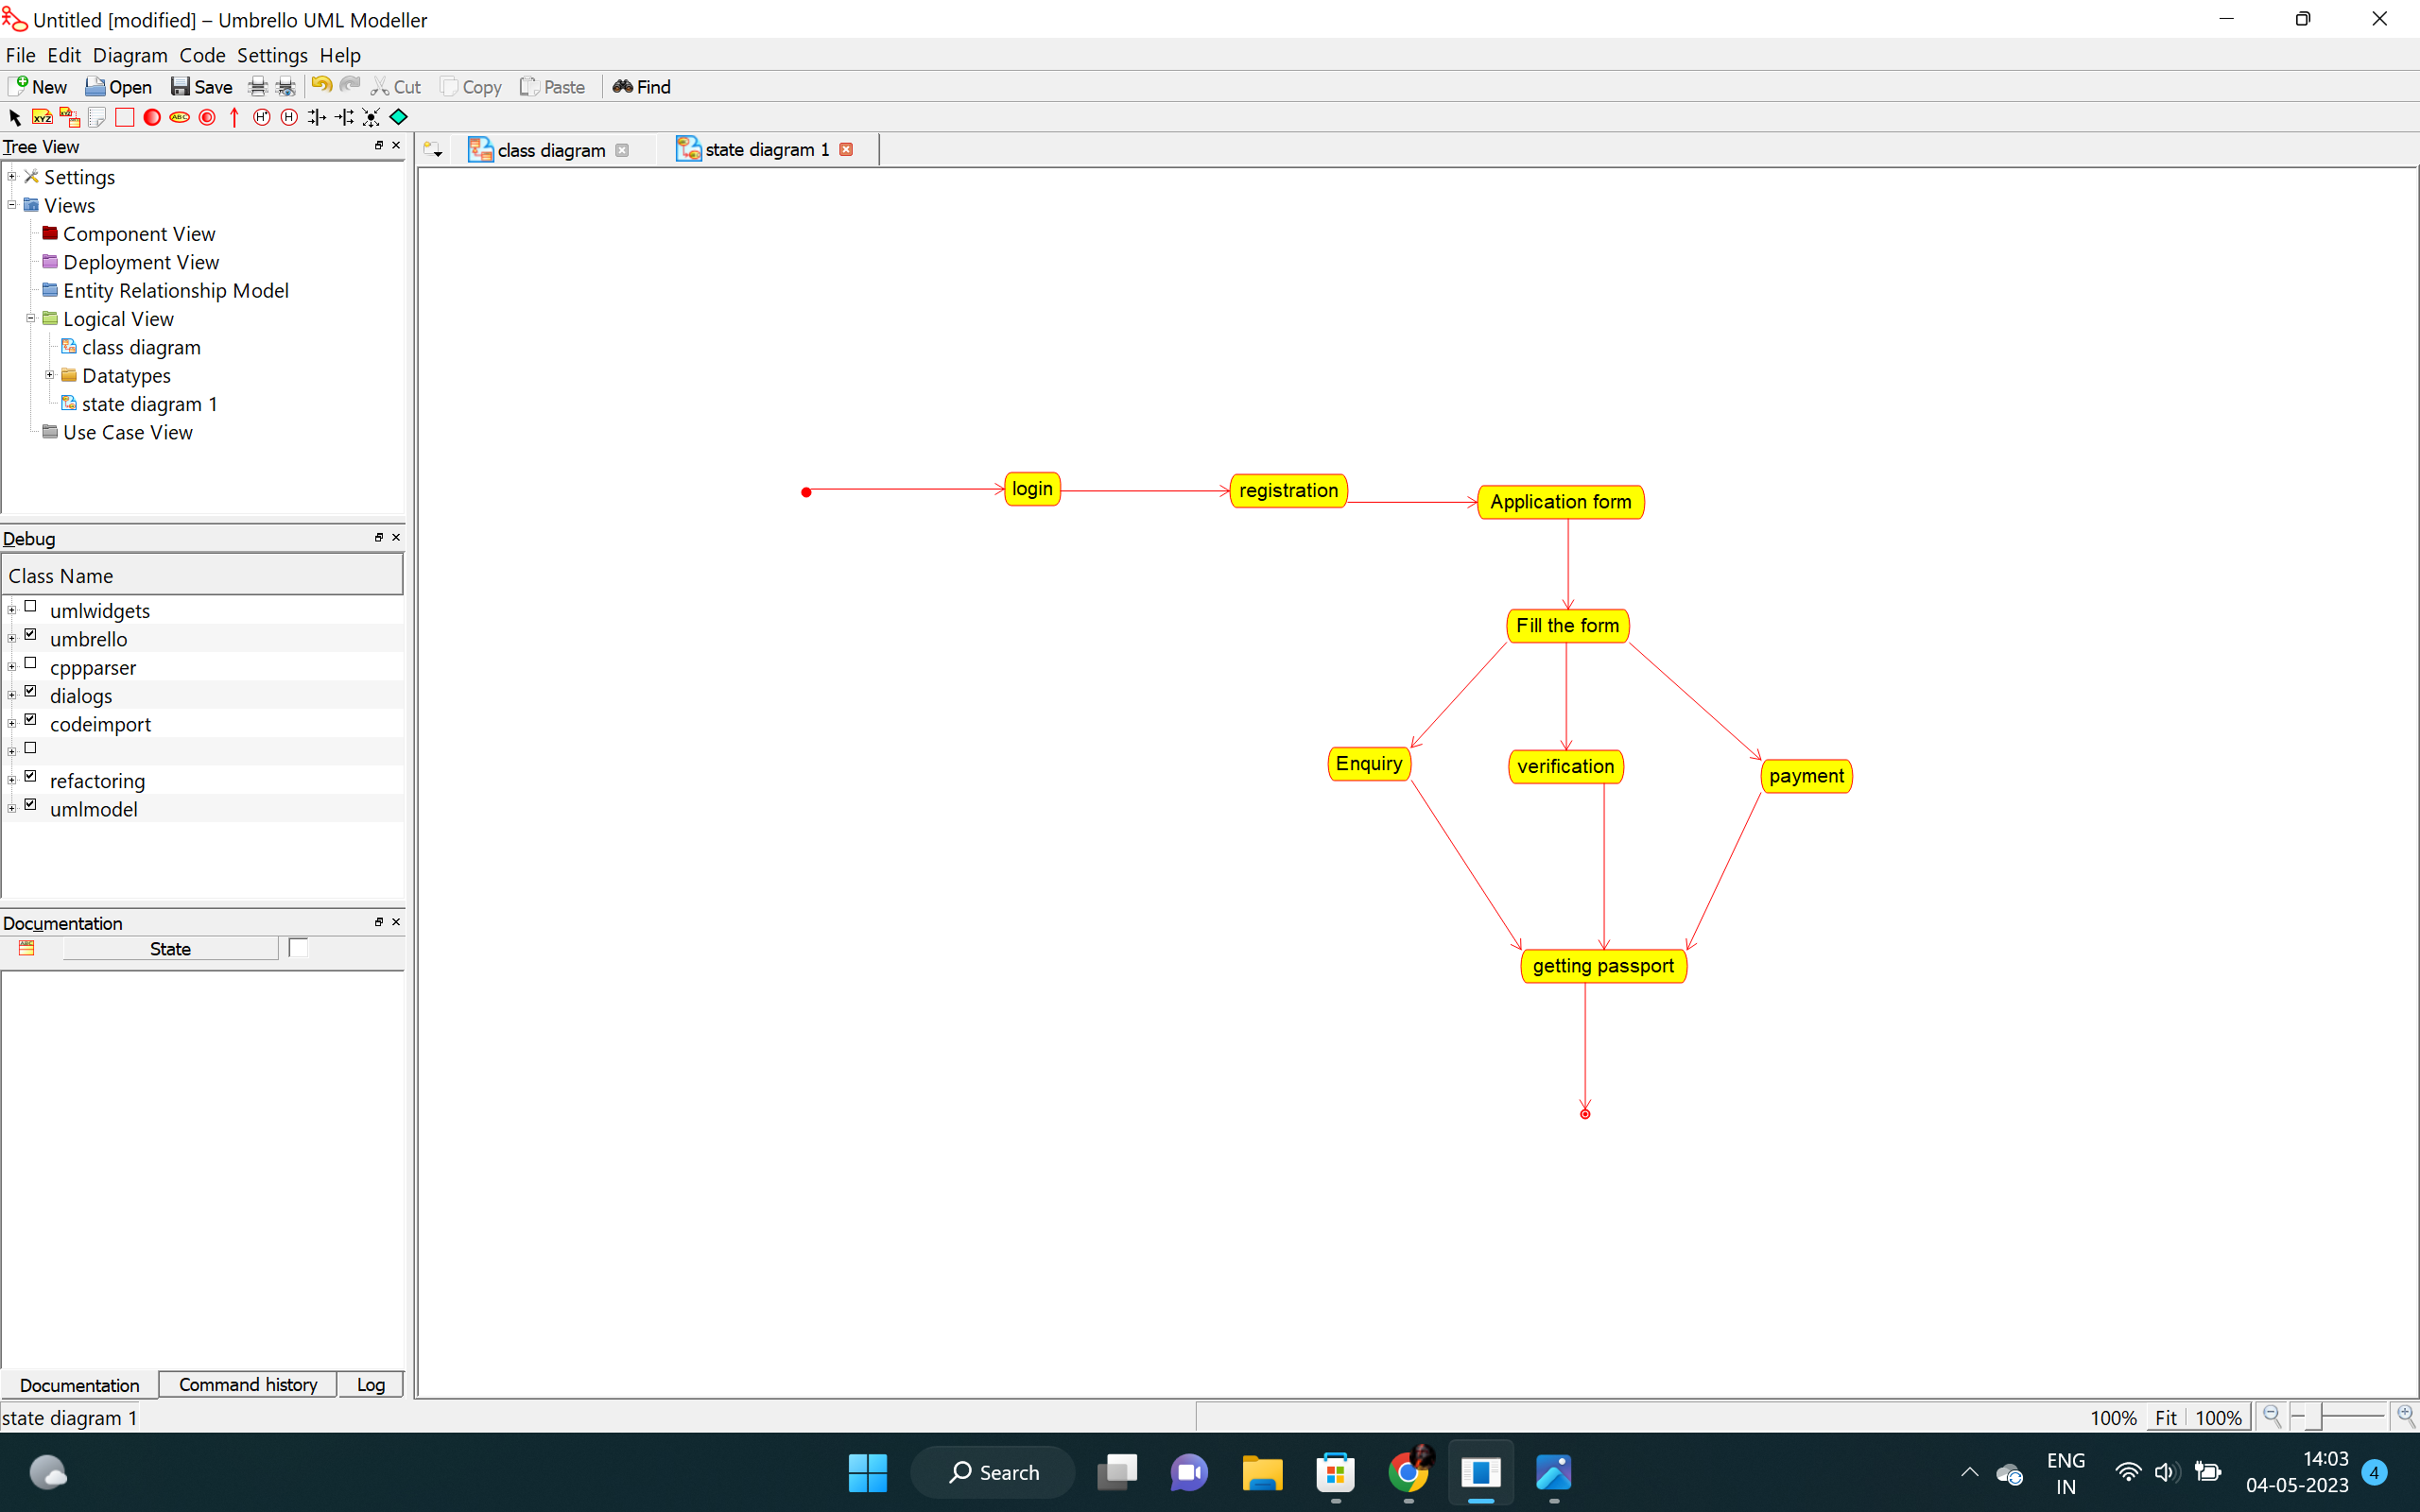 Untitled [modified] – Umbrello UML Modeller
File Edit Diagram Code Settings Help
New Open Save Cut Copy Paste Find
XYZ XYZ ABC H* H
Tree View
class diagram state diagram 1
Settings
Views
Component View
Deployment View
Entity Relationship Model
Logical View
class diagram
Datatypes
state diagram 1
Use Case View
login
registration
Application form
Fill the form
Enquiry
verification
payment
getting passport
Debug
Class Name
umlwidgets
umbrello
cppparser
dialogs
codeimport
refactoring
umlmodel
Documentation
ABC State
Documentation Command history Log
state diagram 1
100% Fit 100%
Search
ENG
IN
14:03
04-05-2023
4